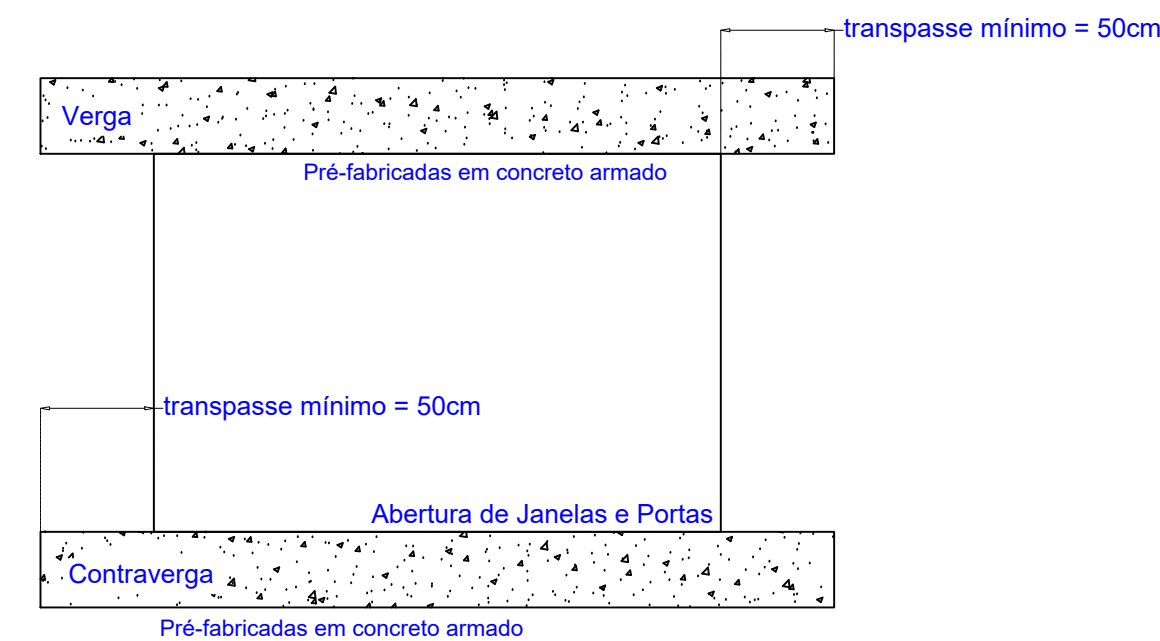 transpasse mínimo = 50cm
Verga
Pré-fabricadas em concreto armado
transpasse mínimo = 50cm
Abertura de Janelas e Portas
Contraverga
Pré-fabricadas em concreto armado